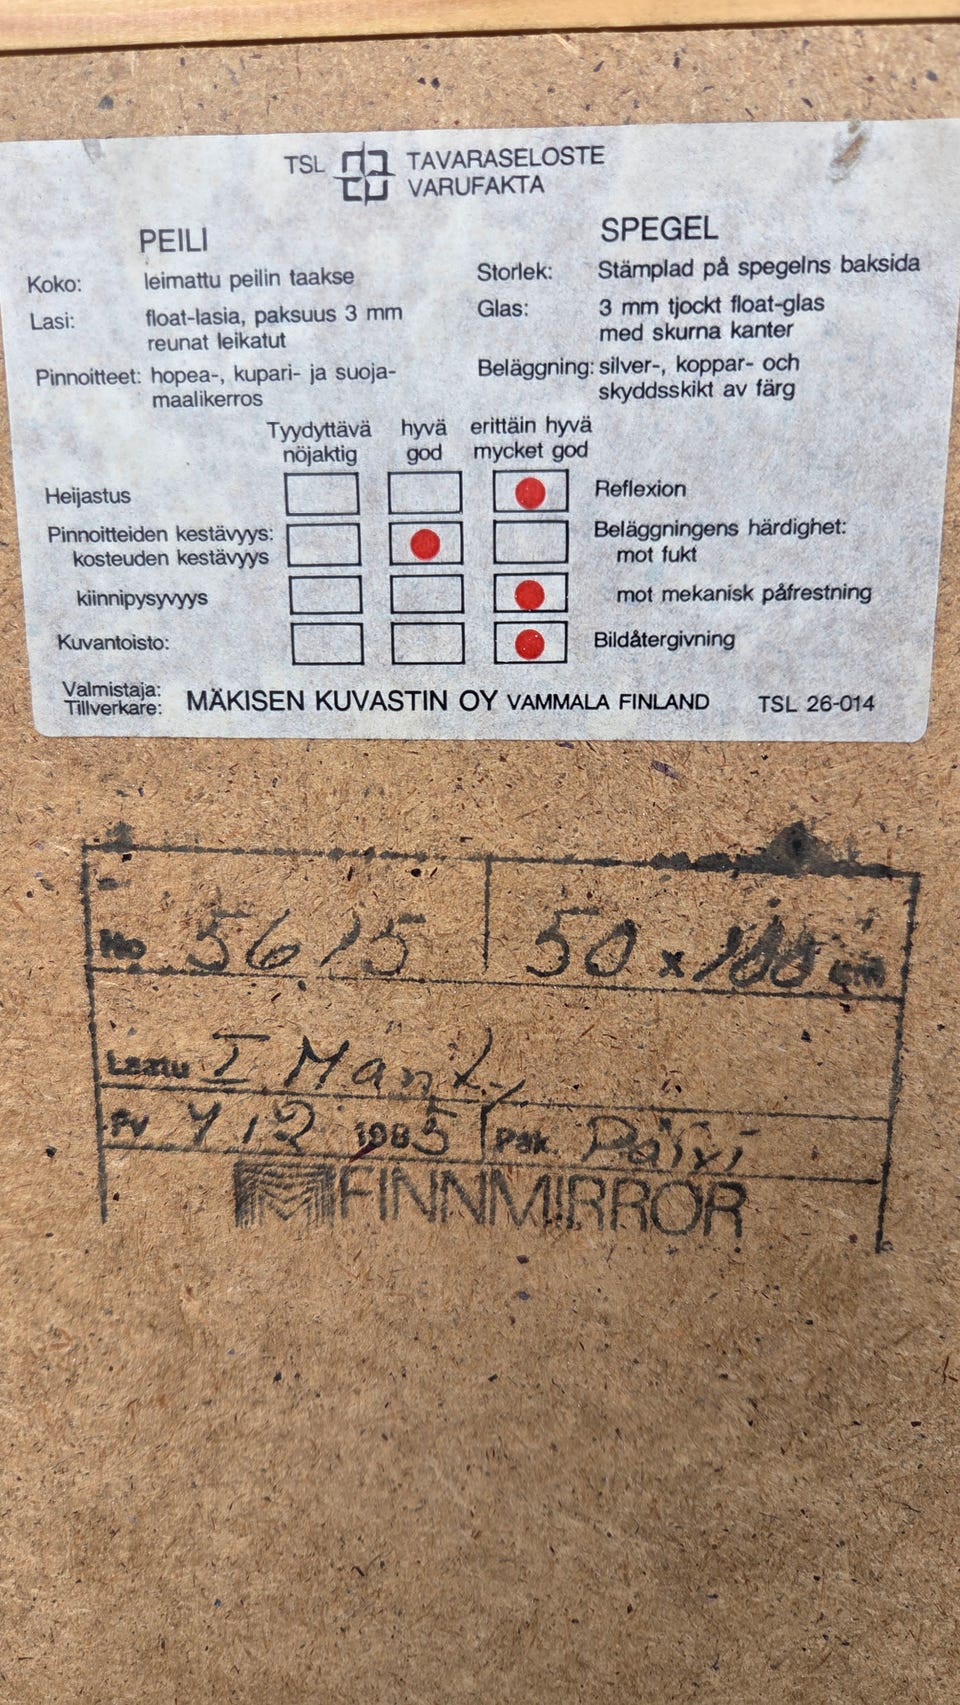 TSL TAVARASELOSTE
VARUFAKTA
PEILI
Koko: leimattu peilin taakse
Lasi: float-lasia, paksuus 3 mm
reunat leikatut
Pinnoitteet: hopea-, kupari- ja suoja-
maalikerros
SPEGEL
Storlek: Stämplad på spegelns baksida
Glas: 3 mm tjockt float-glas
med skurna kanter
Beläggning: silver-, koppar- och
skyddsskikt av färg
Tyydyttävä hyvä erittäin hyvä
nöjaktig god mycket god
Heijastus Reflexion
Pinnoitteiden kestävyys: Beläggningens härdighet:
kosteuden kestävyys mot fukt
kiinnipysyvyys mot mekanisk påfrestning
Kuvantoisto: Bildåtergivning
Valmistaja:
Tillverkare: MÄKISEN KUVASTIN OY VAMMALA FINLAND TSL 26-014
No 5615 50 x 100 cm
Laatu I Mänty
Pv 1985 Pak. Päivi
FINNMIRROR